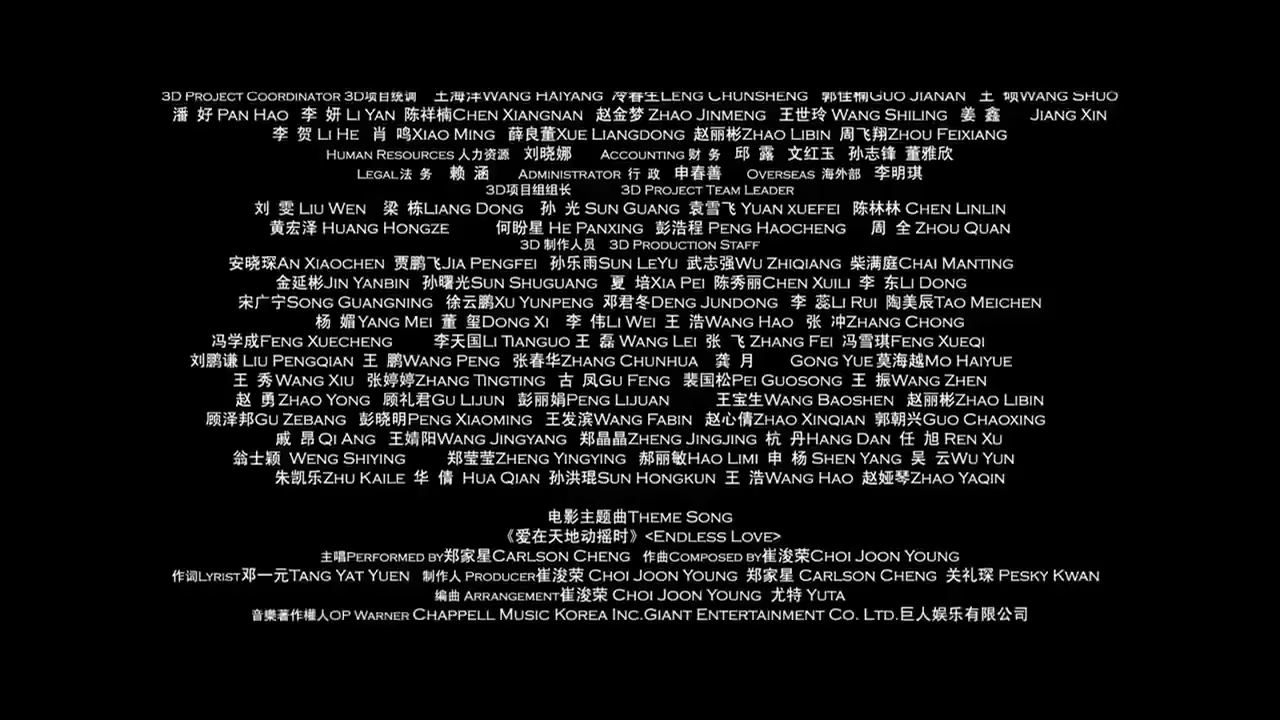 3D Project Coordinator 3D项目统调 王海洋Wang Haiyang 冷春生Leng Chunsheng 郭佳楠Guo Jianan 王 硕Wang Shuo
潘 好 Pan Hao 李 妍 Li Yan 陈祥楠Chen Xiangnan 赵金梦 Zhao Jinmeng 王世玲 Wang Shiling 姜 鑫 Jiang Xin
李 贺 Li He 肖 鸣Xiao Ming 薛良董Xue Liangdong 赵丽彬Zhao Libin 周飞翔Zhou Feixiang
Human Resources 人力资源 刘晓娜 Accounting 财 务 邱 露 文红玉 孙志锋 董雅欣
Legal法 务 赖 涵 Administrator 行 政 申春善 Overseas 海外部 李明琪
3D项目组组长 3D Project Team Leader
刘 雯 Liu Wen 梁 栋Liang Dong 孙 光 Sun Guang 袁雪飞 Yuan xuefei 陈林林 Chen Linlin
黄宏泽 Huang Hongze 何盼星 He Panxing 彭浩程 Peng Haocheng 周 全 Zhou Quan
3D 制作人员 3D Production Staff
安晓琛An Xiaochen 贾鹏飞Jia Pengfei 孙乐雨Sun LeYu 武志强Wu Zhiqiang 柴满庭Chai Manting
金延彬Jin Yanbin 孙曙光Sun Shuguang 夏 培Xia Pei 陈秀丽Chen Xuili 李 东Li Dong
宋广宁Song Guangning 徐云鹏Xu Yunpeng 邓君冬Deng Jundong 李 蕊Li Rui 陶美辰Tao Meichen
杨 媚Yang Mei 董 玺Dong Xi 李 伟Li Wei 王 浩Wang Hao 张 冲Zhang Chong
冯学成Feng Xuecheng 李天国Li Tianguo 王 磊 Wang Lei 张 飞 Zhang Fei 冯雪琪Feng Xueqi
刘鹏谦 Liu Pengqian 王 鹏Wang Peng 张春华Zhang Chunhua 龚 月 Gong Yue 莫海越Mo Haiyue
王 秀Wang Xiu 张婷婷Zhang Tingting 古 凤Gu Feng 裴国松Pei Guosong 王 振Wang Zhen
赵 勇Zhao Yong 顾礼君Gu Lijun 彭丽娟Peng Lijuan 王宝生Wang Baoshen 赵丽彬Zhao Libin
顾泽邦Gu Zebang 彭晓明Peng Xiaoming 王发滨Wang Fabin 赵心倩Zhao Xinqian 郭朝兴Guo Chaoxing
戚 昂Qi Ang 王婧阳Wang Jingyang 郑晶晶Zheng Jingjing 杭 丹Hang Dan 任 旭 Ren Xu
翁士颖 Weng Shiying 郑莹莹Zheng Yingying 郝丽敏Hao Limi 申 杨 Shen Yang 吴 云Wu Yun
朱凯乐Zhu Kaile 华 倩 Hua Qian 孙洪琨Sun Hongkun 王 浩Wang Hao 赵娅琴Zhao Yaqin
电影主题曲Theme Song
《爱在天地动摇时》<Endless Love>
主唱Performed by郑家星Carlson Cheng 作曲Composed by崔浚荣Choi Joon Young
作词Lyrist邓一元Tang Yat Yuen 制作人 Producer崔浚荣 Choi Joon Young 郑家星 Carlson Cheng 关礼琛 Pesky Kwan
编曲 Arrangement崔浚荣 Choi Joon Young 尤特 Yuta
音樂著作權人OP Warner Chappell Music Korea Inc.Giant Entertainment Co. Ltd.巨人娱乐有限公司